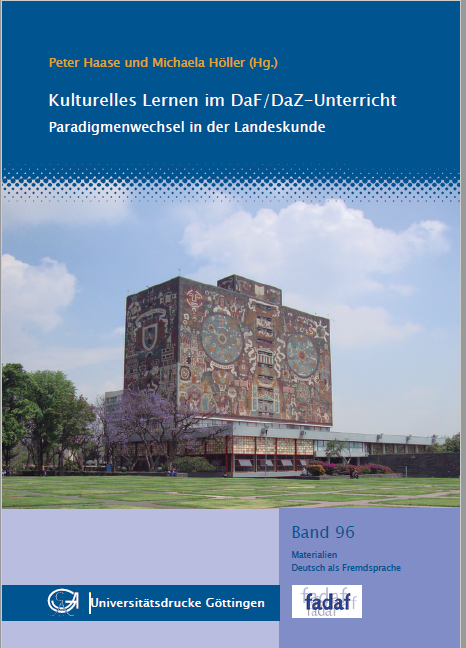 Peter Haase und Michaela Höller (Hg.)
Kulturelles Lernen im DaF/DaZ-Unterricht
Paradigmenwechsel in der Landeskunde
Band 96
Materialien
Deutsch als Fremdsprache
Universitätsdrucke Göttingen
fadaf